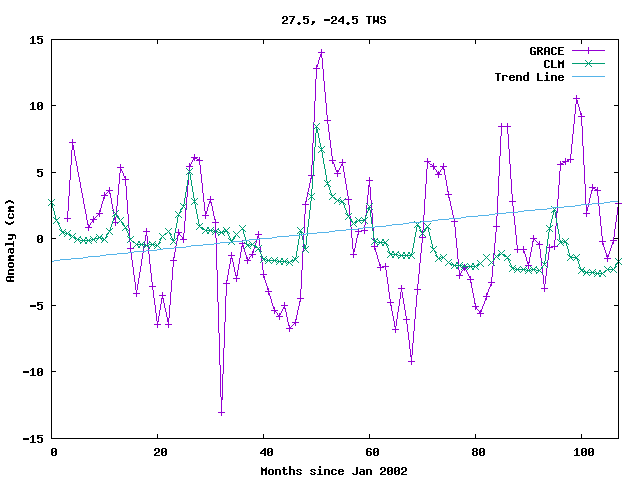 27.5, -24.5 TWS
GRACE
CLM
Trend Line
15
10
5
0
-5
-10
-15
Anomaly (cm)
0 20 40 60 80 100
Months since Jan 2002